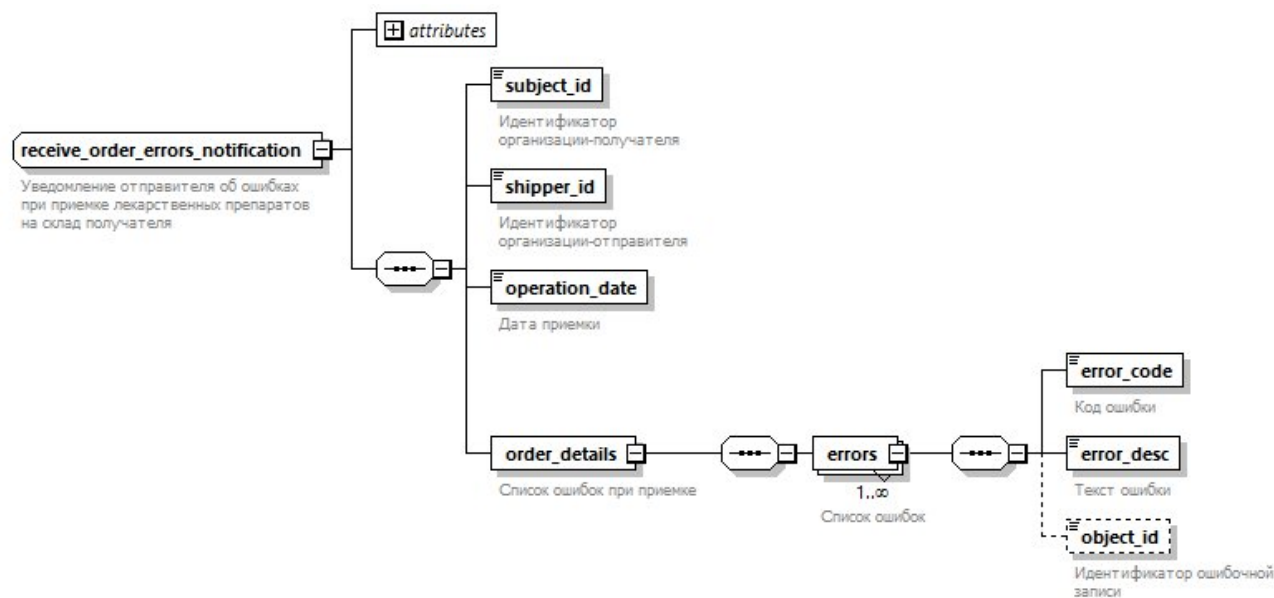 attributes
subject_id
Идентификатор
организации-получателя
receive_order_errors_notification
Уведомление отправителя об ошибках
при приемке лекарственных препаратов
на склад получателя
shipper_id
Идентификатор
организации-отправителя
operation_date
Дата приемки
order_details
Список ошибок при приемке
errors
1..∞
Список ошибок
error_code
Код ошибки
error_desc
Текст ошибки
object_id
Идентификатор ошибочной
записи